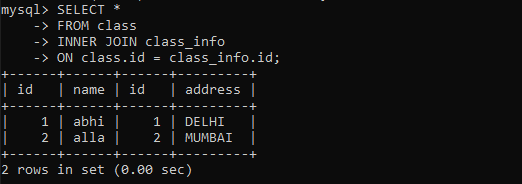 mysql> SELECT *
    -> FROM class
    -> INNER JOIN class_info
    -> ON class.id = class_info.id;
+------+------+------+---------+
| id   | name | id   | address |
+------+------+------+---------+
|    1 | abhi |    1 | DELHI   |
|    2 | alla |    2 | MUMBAI  |
+------+------+------+---------+
2 rows in set (0.00 sec)